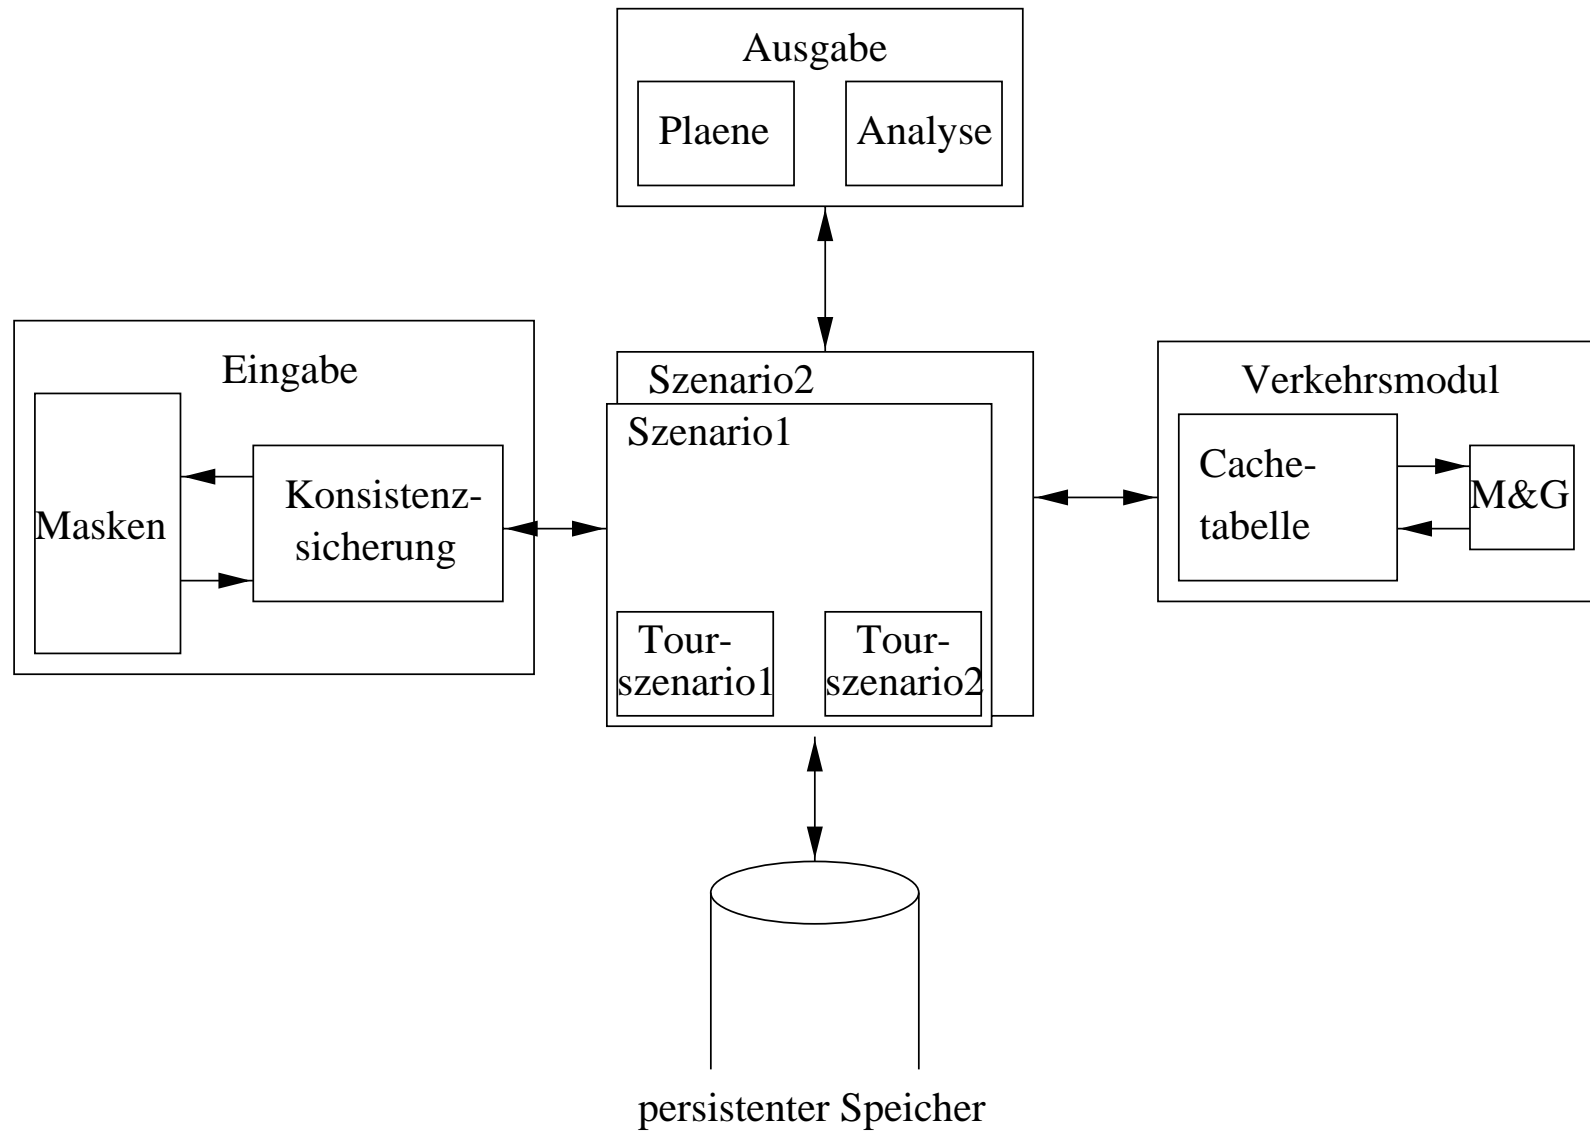 Ausgabe
Plaene
Analyse
Eingabe
Masken
Konsistenz-
sicherung
Szenario2
Szenario1
Tour-
szenario1
Tour-
szenario2
Verkehrsmodul
Cache-
tabelle
M&G
persistenter Speicher